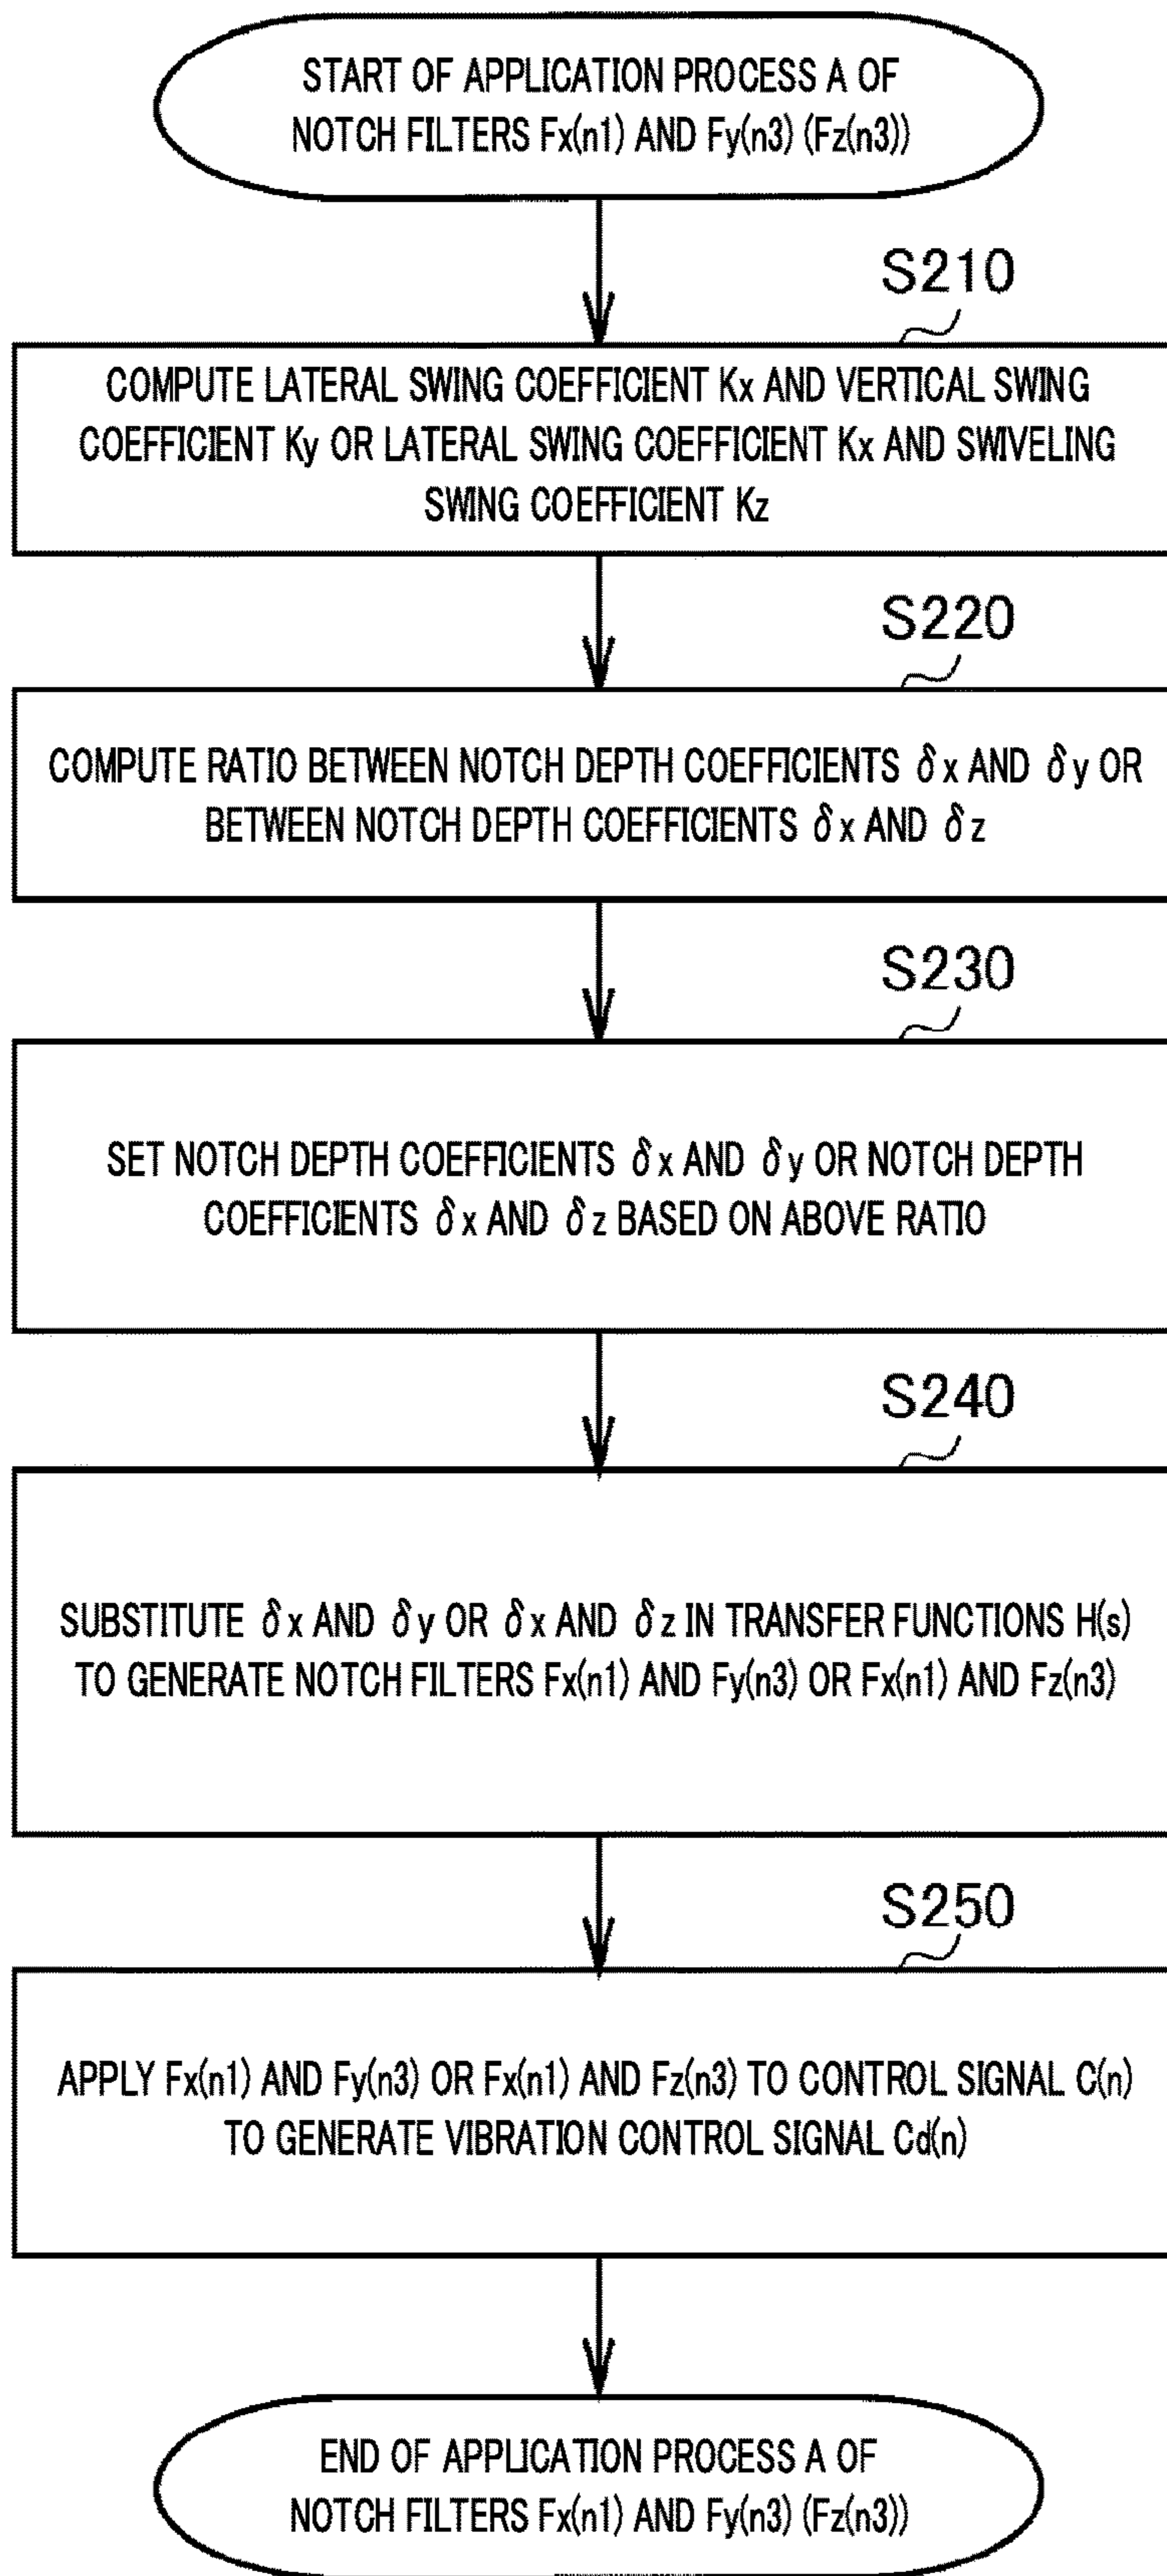 START OF APPLICATION PROCESS A OF
NOTCH FILTERS Fx(n1) AND Fy(n3) (Fz(n3))
S210
COMPUTE LATERAL SWING COEFFICIENT Kx AND VERTICAL SWING
COEFFICIENT Ky OR LATERAL SWING COEFFICIENT Kx AND SWIVELING
SWING COEFFICIENT Kz
S220
COMPUTE RATIO BETWEEN NOTCH DEPTH COEFFICIENTS δx AND δy OR
BETWEEN NOTCH DEPTH COEFFICIENTS δx AND δz
S230
SET NOTCH DEPTH COEFFICIENTS δx AND δy OR NOTCH DEPTH
COEFFICIENTS δx AND δz BASED ON ABOVE RATIO
S240
SUBSTITUTE δx AND δy OR δx AND δz IN TRANSFER FUNCTIONS H(s)
TO GENERATE NOTCH FILTERS Fx(n1) AND Fy(n3) OR Fx(n1) AND Fz(n3)
S250
APPLY Fx(n1) AND Fy(n3) OR Fx(n1) AND Fz(n3) TO CONTROL SIGNAL C(n)
TO GENERATE VIBRATION CONTROL SIGNAL Cd(n)
END OF APPLICATION PROCESS A OF
NOTCH FILTERS Fx(n1) AND Fy(n3) (Fz(n3))